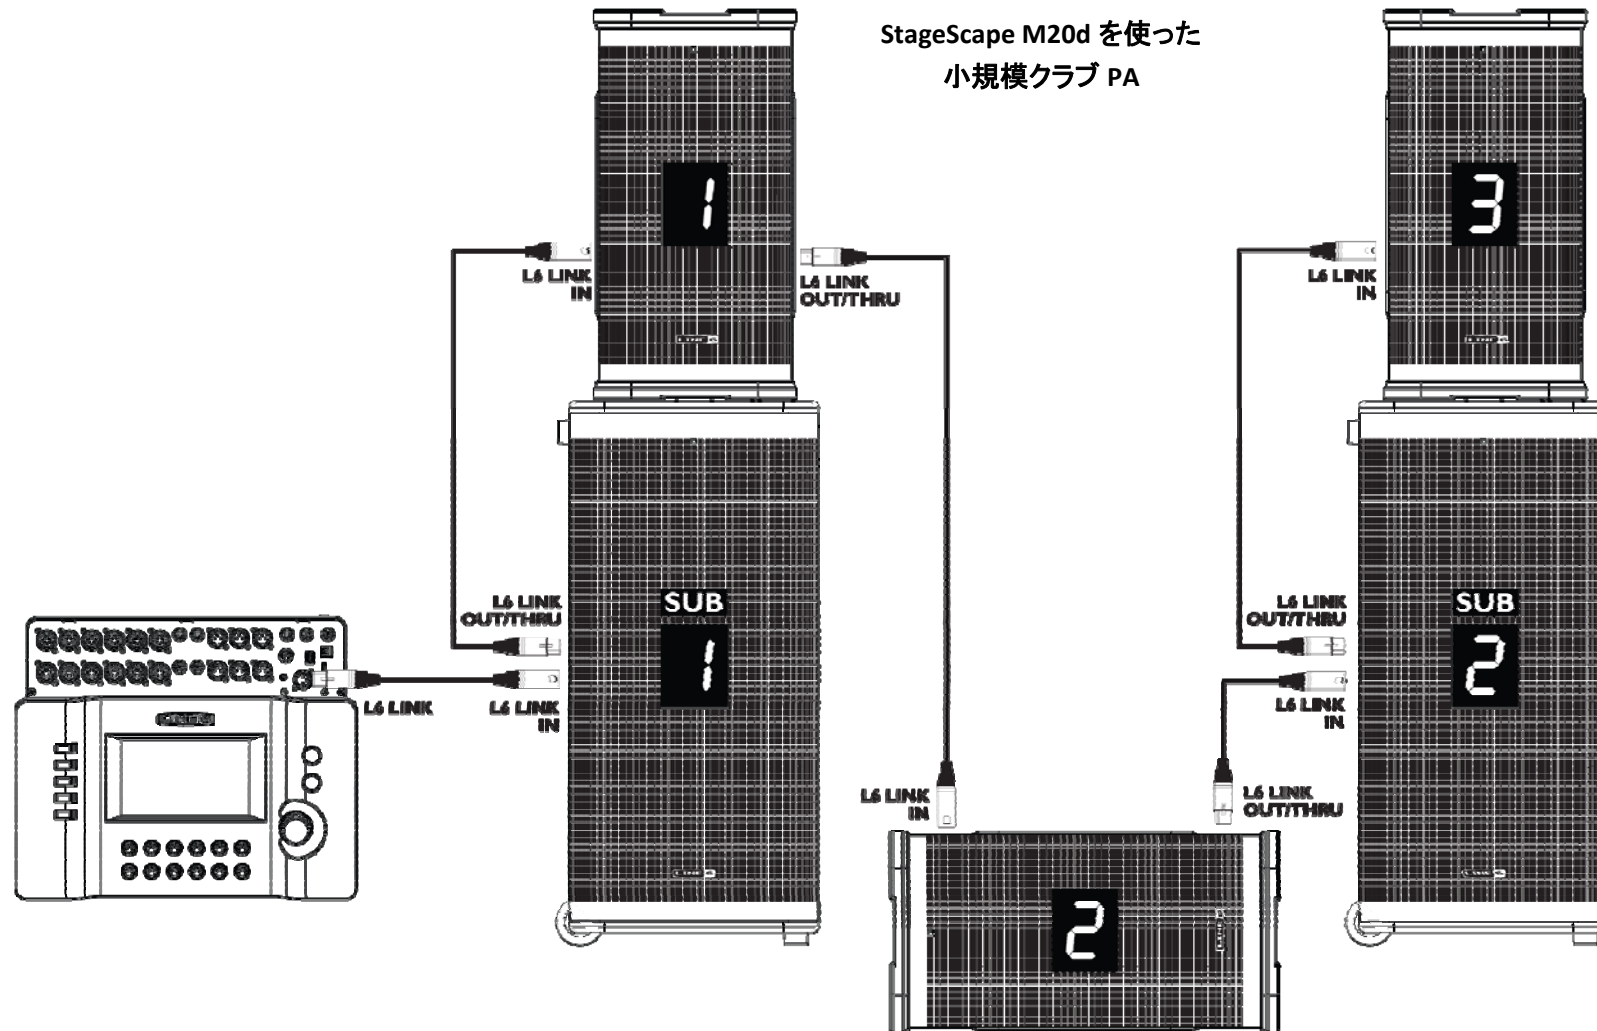 StageScape M20d を使った
小規模クラブ PA
1
3
L6 LINK
IN
L6 LINK
OUT/THRU
L6 LINK
IN
SUB
1
L6 LINK
OUT/THRU
L6 LINK
L6 LINK
IN
SUB
2
L6 LINK
OUT/THRU
L6 LINK
IN
L6 LINK
IN
L6 LINK
OUT/THRU
2